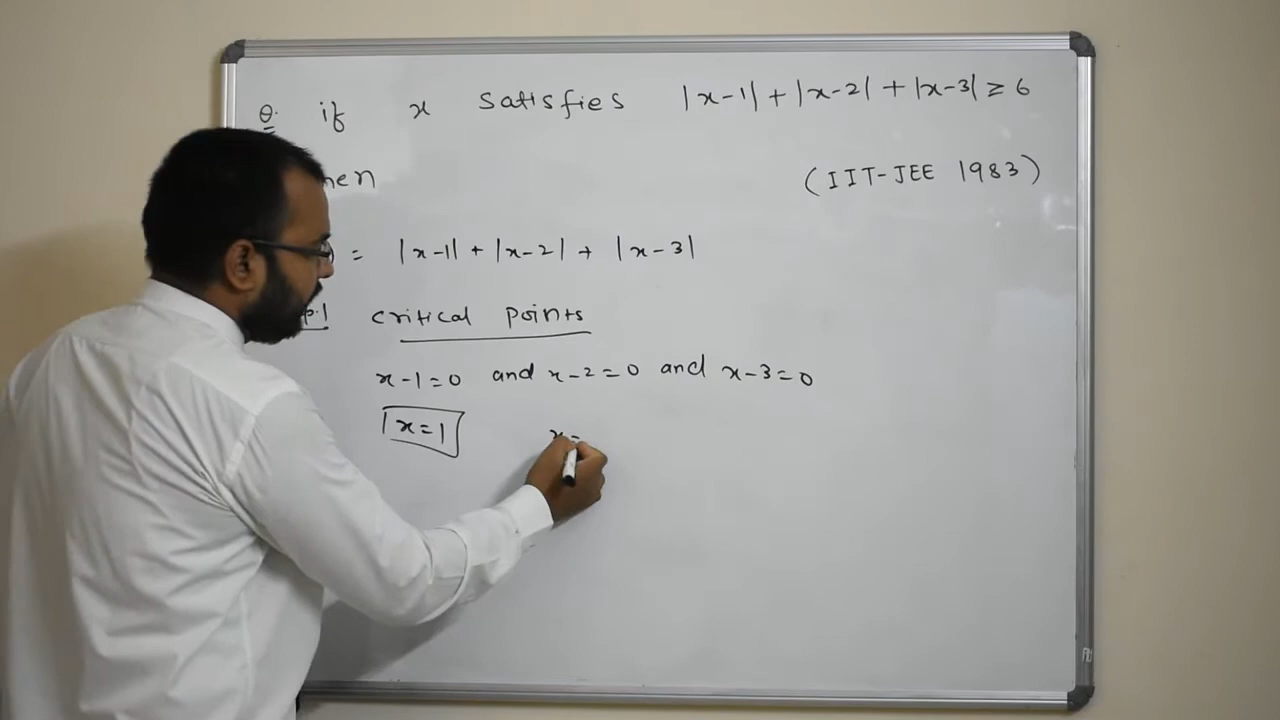 Q. if x satisfies |x-1| + |x-2| + |x-3| ≥ 6
(IIT-JEE 1983)
= |x-1| + |x-2| + |x-3|
critical points
x-1=0 and x-2=0 and x-3=0
x=1 x=